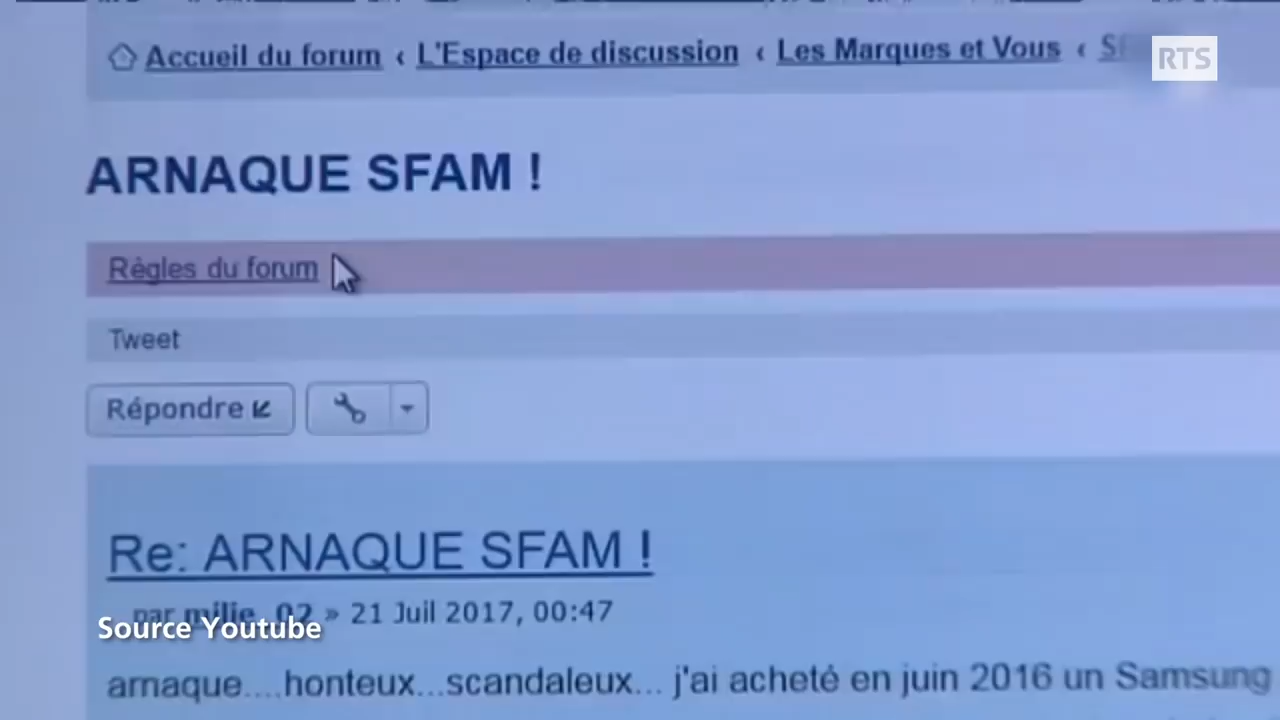 Accueil du forum ‹ L'Espace de discussion ‹ Les Marques et Vous ‹
RTS
ARNAQUE SFAM !
Règles du forum
Tweet
Répondre
Re: ARNAQUE SFAM !
par milie_02 » 21 Juil 2017, 00:47
Source Youtube
arnaque....honteux...scandaleux... j'ai acheté en juin 2016 un Samsung